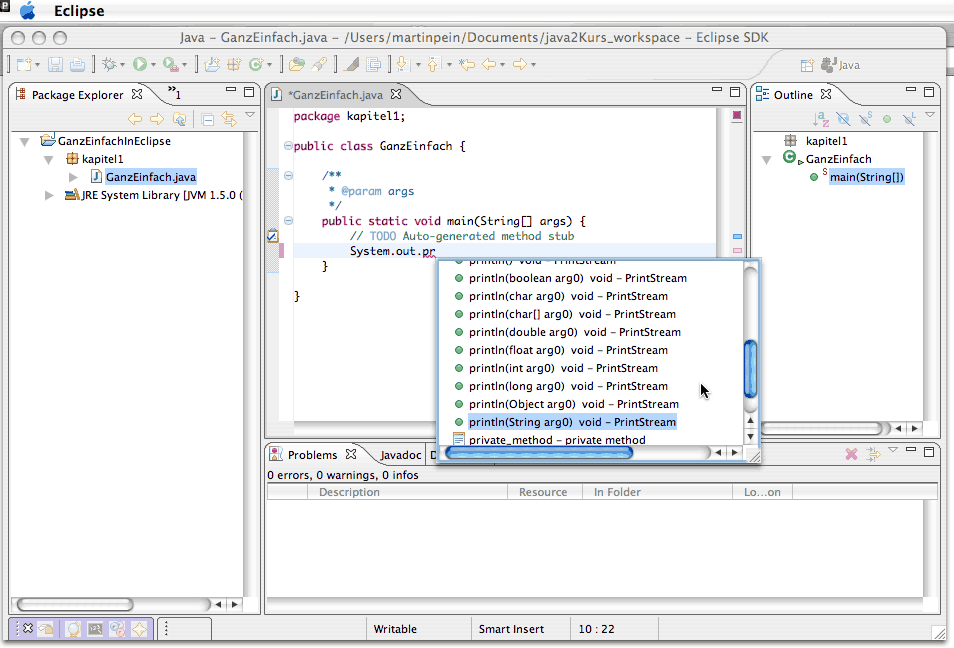 Eclipse
Java – GanzEinfach.java – /Users/martinpein/Documents/java2Kurs_workspace – Eclipse SDK
Java
Package Explorer
»1
*GanzEinfach.java
Outline
GanzEinfachInEclipse
kapitel1
GanzEinfach.java
JRE System Library [JVM 1.5.0 (
package kapitel1;
public class GanzEinfach {
/**
* @param args
*/
public static void main(String[] args) {
// TODO Auto-generated method stub
System.out.pr
}
}
kapitel1
GanzEinfach
main(String[])
println() void – PrintStream
println(boolean arg0) void – PrintStream
println(char arg0) void – PrintStream
println(char[] arg0) void – PrintStream
println(double arg0) void – PrintStream
println(float arg0) void – PrintStream
println(int arg0) void – PrintStream
println(long arg0) void – PrintStream
println(Object arg0) void – PrintStream
println(String arg0) void – PrintStream
private_method – private method
Problems
Javadoc
0 errors, 0 warnings, 0 infos
Description
Resource
In Folder
Lo...on
Writable
Smart Insert
10 : 22